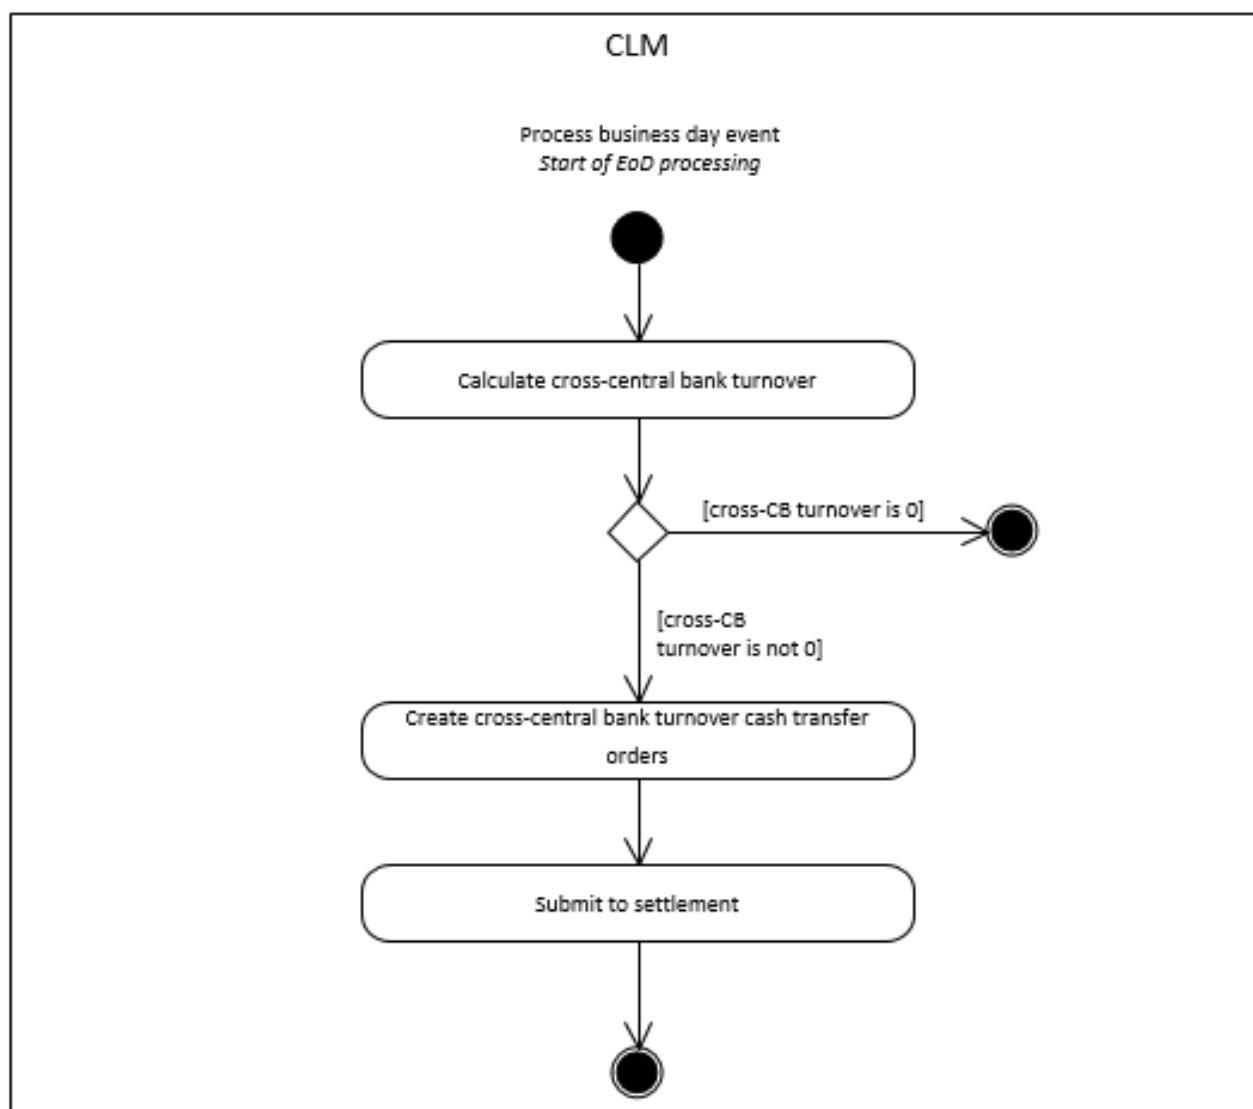 CLM
Process business day event
Start of EoD processing
Calculate cross-central bank turnover
[cross-CB turnover is 0]
[cross-CB
turnover is not 0]
Create cross-central bank turnover cash transfer
orders
Submit to settlement